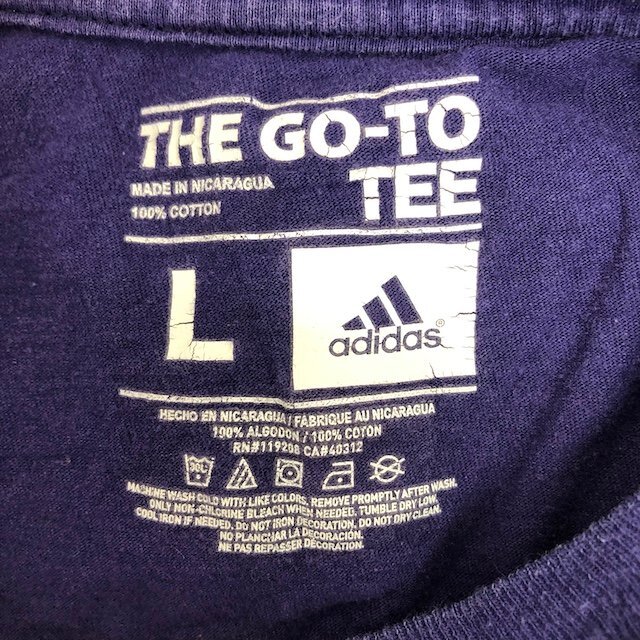 THE GO-TO
TEE
MADE IN NICARAGUA
100% COTTON
L
adidas®
HECHO EN NICARAGUA / FABRIQUE AU NICARAGUA
100% ALGODON / 100% COTON
RN#119208 CA#40312
30L
MACHINE WASH COLD WITH LIKE COLORS. REMOVE PROMPTLY AFTER WASH.
ONLY NON-CHLORINE BLEACH WHEN NEEDED. TUMBLE DRY LOW.
COOL IRON IF NEEDED. DO NOT IRON DECORATION. DO NOT DRY CLEAN.
NO PLANCHAR LA DECORACIÓN.
NE PAS REPASSER DECORATION.